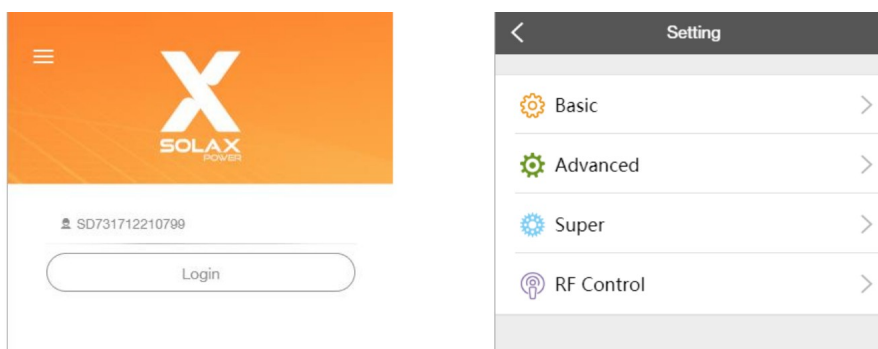 SOLAX
POWER
SD731712210799
Login
Setting
Basic
Advanced
Super
RF Control